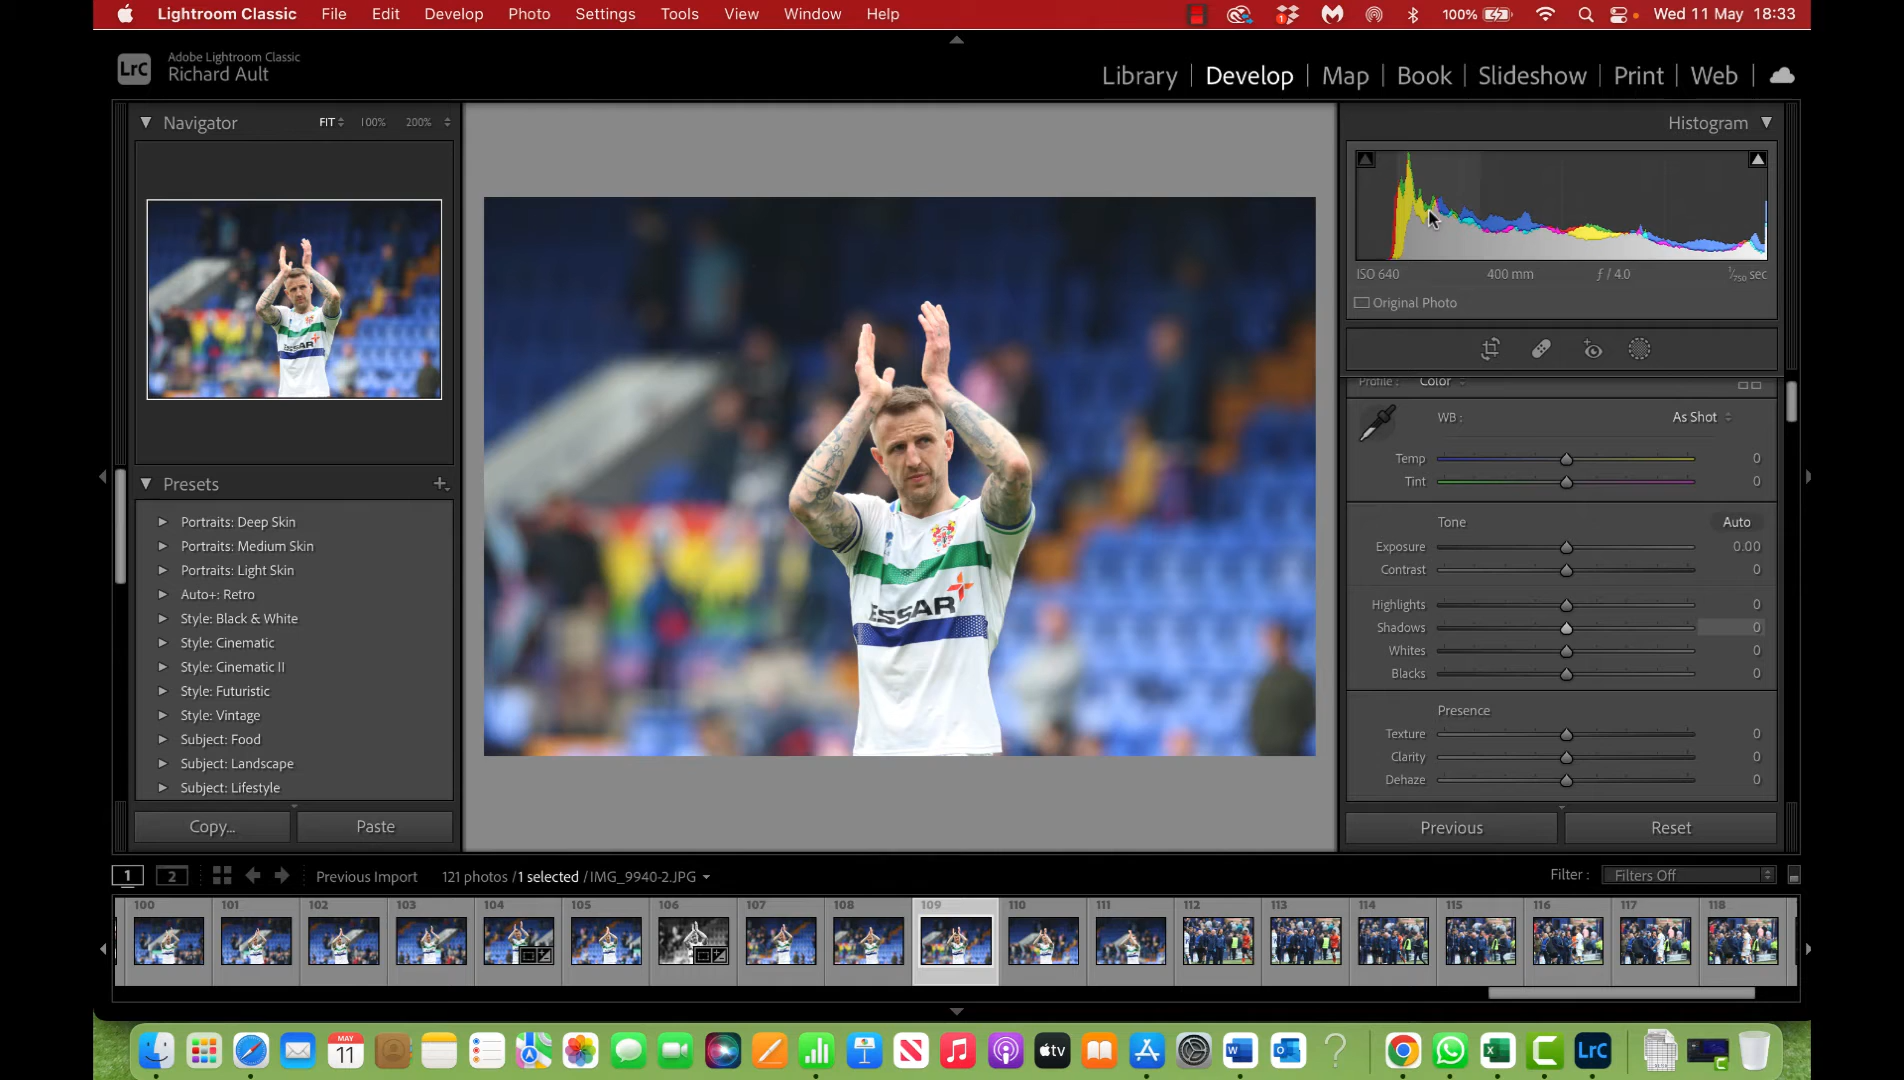 Lightroom Classic File Edit Develop Photo Settings Tools View Window Help 1 100% Wed 11 May 18:33
LrC Adobe Lightroom Classic
Richard Ault
Library Develop Map Book Slideshow Print Web
Navigator FIT 100% 200%
Histogram
ISO 640 400 mm ƒ / 4.0 1/750 sec
Original Photo
Profile : Color
WB : As Shot
Temp 0
Tint 0
Tone Auto
Exposure 0.00
Contrast 0
Highlights 0
Shadows 0
Whites 0
Blacks 0
Presence
Texture 0
Clarity 0
Dehaze 0
Previous Reset
ESSAR
Presets
Portraits: Deep Skin
Portraits: Medium Skin
Portraits: Light Skin
Auto+: Retro
Style: Black & White
Style: Cinematic
Style: Cinematic II
Style: Futuristic
Style: Vintage
Subject: Food
Subject: Landscape
Subject: Lifestyle
Copy... Paste
1 2 Previous Import 121 photos / 1 selected / IMG_9940-2.JPG Filter : Filters Off
100 101 102 103 104 105 106 107 108 109 110 111 112 113 114 115 116 117 118
MAY
11
tv
W
?
X
LrC